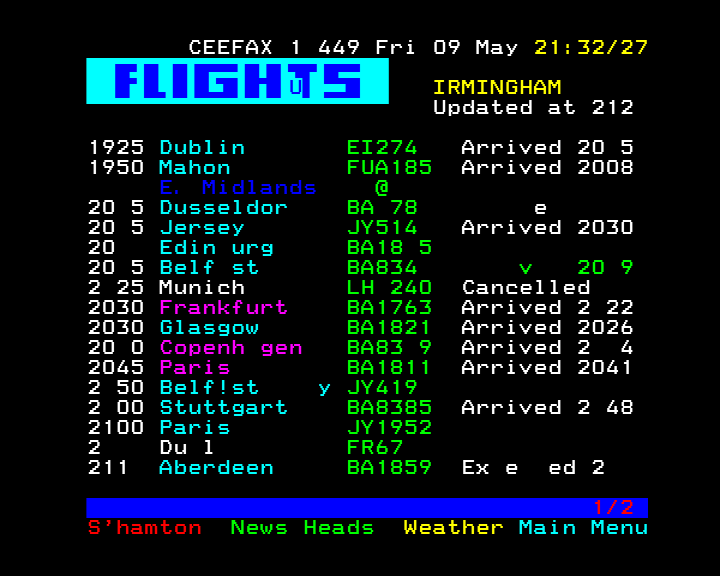 CEEFAX 1 449 Fri 09 May 21:32/27
FLIGHTS
U
IRMINGHAM
Updated at 212
1925 Dublin EI274 Arrived 20 5
1950 Mahon FUA185 Arrived 2008
E. Midlands @
20 5 Dusseldor BA 78 e
20 5 Jersey JY514 Arrived 2030
20 Edin urg BA18 5
20 5 Belf st BA834 v 20 9
2 25 Munich LH 240 Cancelled
2030 Frankfurt BA1763 Arrived 2 22
2030 Glasgow BA1821 Arrived 2026
20 0 Copenh gen BA83 9 Arrived 2 4
2045 Paris BA1811 Arrived 2041
2 50 Belf!st y JY419
2 00 Stuttgart BA8385 Arrived 2 48
2100 Paris JY1952
2 Du l FR67
211 Aberdeen BA1859 Ex e ed 2
1/2
S'hamton News Heads Weather Main Menu